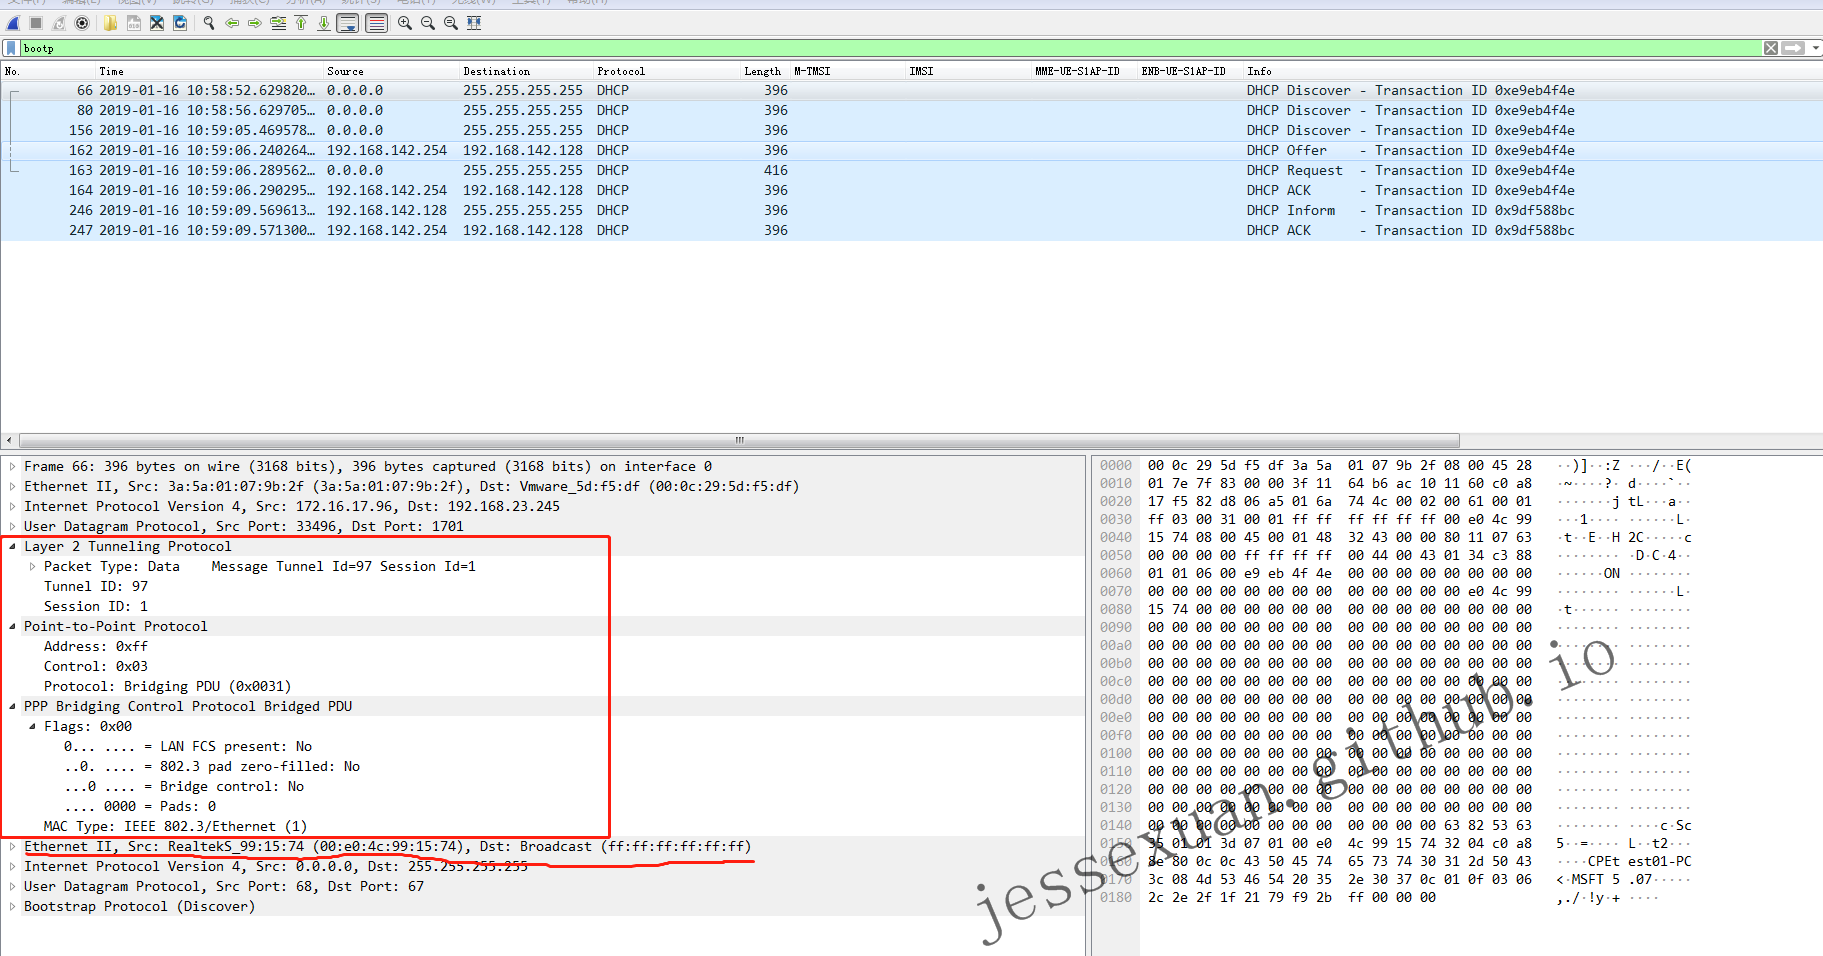 文件(F) 编辑(E) 视图(V) 跳转(G) 捕获(C) 分析(A) 统计(S) 电话(Y) 无线(W) 工具(T) 帮助(H)
bootp
No. Time Source Destination Protocol Length M-TMSI IMSI MME-UE-S1AP-ID ENB-UE-S1AP-ID Info
66 2019-01-16 10:58:52.629820… 0.0.0.0 255.255.255.255 DHCP 396 DHCP Discover - Transaction ID 0xe9eb4f4e
80 2019-01-16 10:58:56.629705… 0.0.0.0 255.255.255.255 DHCP 396 DHCP Discover - Transaction ID 0xe9eb4f4e
156 2019-01-16 10:59:05.469578… 0.0.0.0 255.255.255.255 DHCP 396 DHCP Discover - Transaction ID 0xe9eb4f4e
162 2019-01-16 10:59:06.240264… 192.168.142.254 192.168.142.128 DHCP 396 DHCP Offer - Transaction ID 0xe9eb4f4e
163 2019-01-16 10:59:06.289562… 0.0.0.0 255.255.255.255 DHCP 416 DHCP Request - Transaction ID 0xe9eb4f4e
164 2019-01-16 10:59:06.290295… 192.168.142.254 192.168.142.128 DHCP 396 DHCP ACK - Transaction ID 0xe9eb4f4e
246 2019-01-16 10:59:09.569613… 192.168.142.128 255.255.255.255 DHCP 396 DHCP Inform - Transaction ID 0x9df588bc
247 2019-01-16 10:59:09.571300… 192.168.142.254 192.168.142.128 DHCP 396 DHCP ACK - Transaction ID 0x9df588bc
Frame 66: 396 bytes on wire (3168 bits), 396 bytes captured (3168 bits) on interface 0
Ethernet II, Src: 3a:5a:01:07:9b:2f (3a:5a:01:07:9b:2f), Dst: Vmware_5d:f5:df (00:0c:29:5d:f5:df)
Internet Protocol Version 4, Src: 172.16.17.96, Dst: 192.168.23.245
User Datagram Protocol, Src Port: 33496, Dst Port: 1701
Layer 2 Tunneling Protocol
Packet Type: Data Message Tunnel Id=97 Session Id=1
Tunnel ID: 97
Session ID: 1
Point-to-Point Protocol
Address: 0xff
Control: 0x03
Protocol: Bridging PDU (0x0031)
PPP Bridging Control Protocol Bridged PDU
Flags: 0x00
0... .... = LAN FCS present: No
..0. .... = 802.3 pad zero-filled: No
...0 .... = Bridge control: No
.... 0000 = Pads: 0
MAC Type: IEEE 802.3/Ethernet (1)
Ethernet II, Src: RealtekS_99:15:74 (00:e0:4c:99:15:74), Dst: Broadcast (ff:ff:ff:ff:ff:ff)
Internet Protocol Version 4, Src: 0.0.0.0, Dst: 255.255.255.255
User Datagram Protocol, Src Port: 68, Dst Port: 67
Bootstrap Protocol (Discover)
0000 00 0c 29 5d f5 df 3a 5a 01 07 9b 2f 08 00 45 28 ··)]··:Z ···/··E(
0010 01 7e 7f 83 00 00 3f 11 64 b6 ac 10 11 60 c0 a8 ·~····?· d····`··
0020 17 f5 82 d8 06 a5 01 6a 74 4c 00 02 00 61 00 01 ·······j tL···a··
0030 ff 03 00 31 00 01 ff ff ff ff ff ff 00 e0 4c 99 ···1···· ······L·
0040 15 74 08 00 45 00 01 48 32 43 00 00 80 11 07 63 ·t··E··H 2C·····c
0050 00 00 00 00 ff ff ff ff 00 44 00 43 01 34 c3 88 ········ ·D·C·4··
0060 01 01 06 00 e9 eb 4f 4e 00 00 00 00 00 00 00 00 ······ON ········
0070 00 00 00 00 00 00 00 00 00 00 00 00 00 e0 4c 99 ········ ······L·
0080 15 74 00 00 00 00 00 00 00 00 00 00 00 00 00 00 ·t······ ········
0090 00 00 00 00 00 00 00 00 00 00 00 00 00 00 00 00 ········ ········
00a0 00 00 00 00 00 00 00 00 00 00 00 00 00 00 00 00 ········ ········
00b0 00 00 00 00 00 00 00 00 00 00 00 00 00 00 00 00 ········ ········
00c0 00 00 00 00 00 00 00 00 00 00 00 00 00 00 00 00 ········ ········
00d0 00 00 00 00 00 00 00 00 00 00 00 00 00 00 00 00 ········ ········
00e0 00 00 00 00 00 00 00 00 00 00 00 00 00 00 00 00 ········ ········
00f0 00 00 00 00 00 00 00 00 00 00 00 00 00 00 00 00 ········ ········
0100 00 00 00 00 00 00 00 00 00 00 00 00 00 00 00 00 ········ ········
0110 00 00 00 00 00 00 00 00 00 00 00 00 00 00 00 00 ········ ········
0120 00 00 00 00 00 00 00 00 00 00 00 00 00 00 00 00 ········ ········
0130 00 00 00 00 00 00 00 00 00 00 00 00 00 00 00 00 ········ ········
0140 00 00 00 00 00 00 00 00 00 00 00 00 63 82 53 63 ········ ····c·Sc
0150 35 01 01 3d 07 01 00 e0 4c 99 15 74 32 04 c0 a8 5··=···· L··t2···
0160 8e 80 0c 0c 43 50 45 74 65 73 74 30 31 2d 50 43 ····CPEt est01-PC
0170 3c 08 4d 53 46 54 20 35 2e 30 37 0c 01 0f 03 06 <·MSFT 5 .07·····
0180 2c 2e 2f 1f 21 79 f9 2b ff 00 00 00 ,./·!y·+ ····
jessexuan.github.io